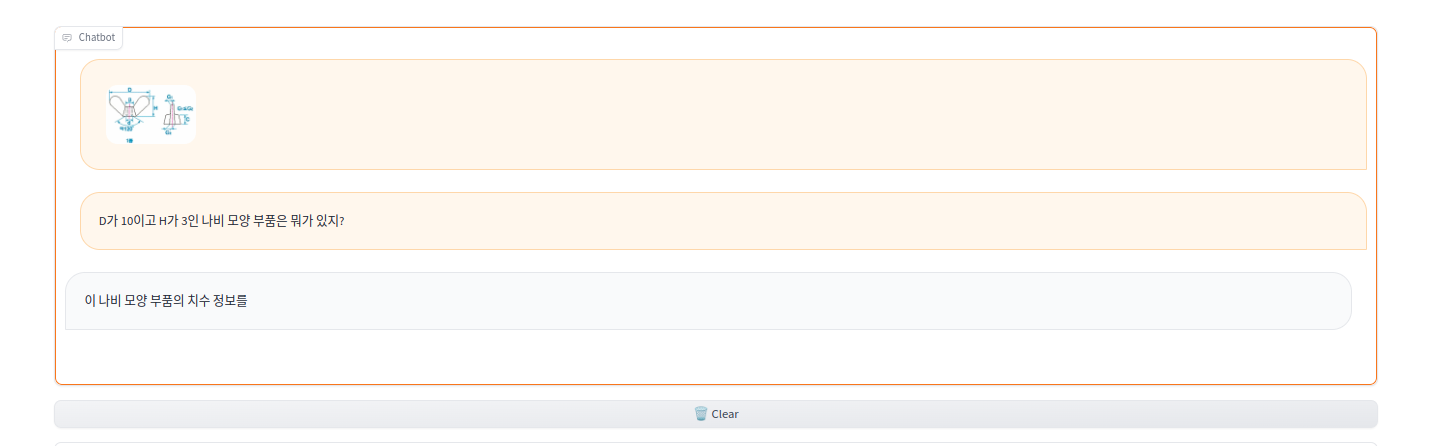 Chatbot
D
H
D가 10이고 H가 3인 나비 모양 부품은 뭐가 있지?
이 나비 모양 부품의 치수 정보를
Clear